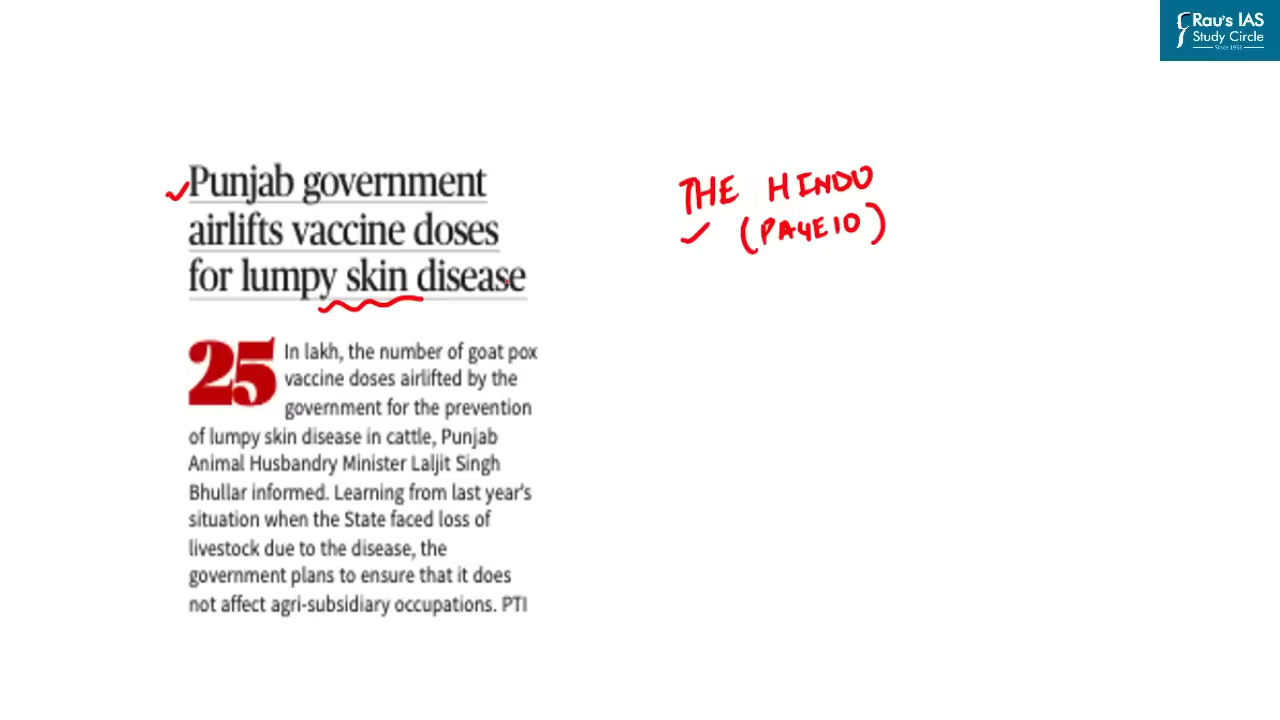 Rau's IAS
Study Circle
Since 1953
Punjab government
airlifts vaccine doses
for lumpy skin disease
THE HINDU
(PAGE 10)
25 In lakh, the number of goat pox
vaccine doses airlifted by the
government for the prevention
of lumpy skin disease in cattle, Punjab
Animal Husbandry Minister Laljit Singh
Bhullar informed. Learning from last year's
situation when the State faced loss of
livestock due to the disease, the
government plans to ensure that it does
not affect agri-subsidiary occupations. PTI